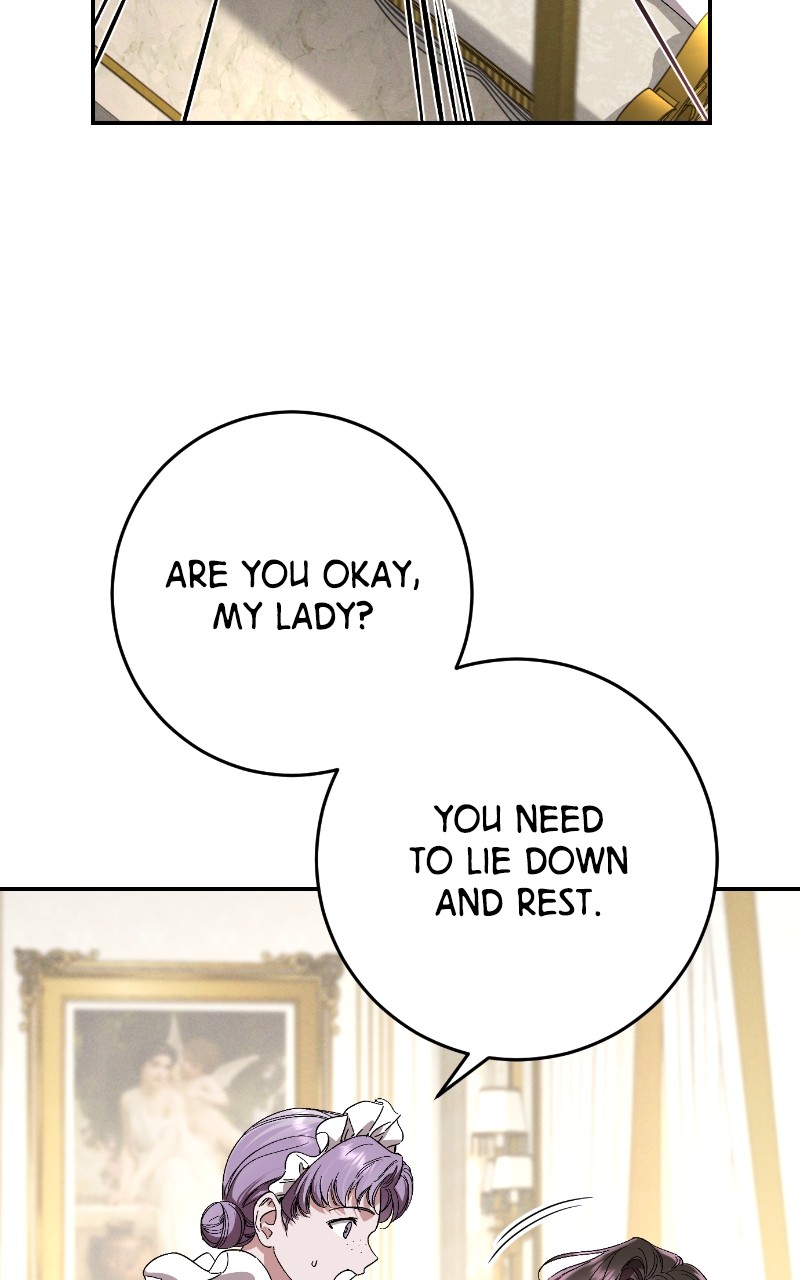 ARE YOU OKAY,
MY LADY?
YOU NEED
TO LIE DOWN
AND REST.